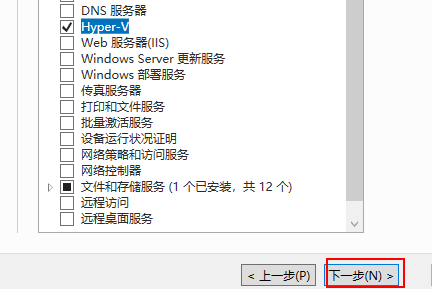 DNS 服务器
Hyper-V
Web 服务器(IIS)
Windows Server 更新服务
Windows 部署服务
传真服务器
打印和文件服务
批量激活服务
设备运行状况证明
网络策略和访问服务
网络控制器
文件和存储服务 (1 个已安装，共 12 个)
远程访问
远程桌面服务
< 上一步(P)
下一步(N) >